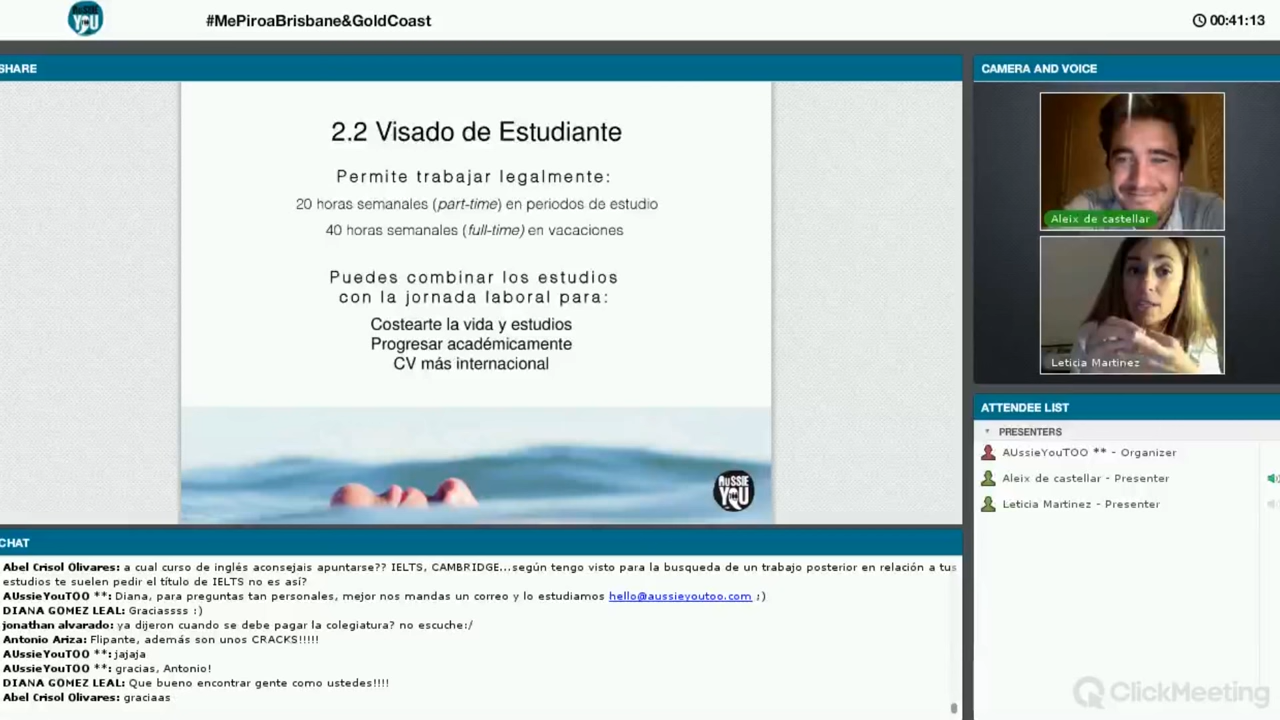 AUSSIE
YOU
#MePiroaBrisbane&GoldCoast
00:41:13
SHARE
2.2 Visado de Estudiante
Permite trabajar legalmente:
20 horas semanales (part-time) en periodos de estudio
40 horas semanales (full-time) en vacaciones
Puedes combinar los estudios
con la jornada laboral para:
Costearte la vida y estudios
Progresar académicamente
CV más internacional
AUSSIE
YOU
CAMERA AND VOICE
Aleix de castellar
Leticia Martinez
ATTENDEE LIST
PRESENTERS
AUssieYouTOO ** - Organizer
Aleix de castellar - Presenter
Leticia Martinez - Presenter
CHAT
Abel Crisol Olivares: a cual curso de inglés aconsejais apuntarse?? IELTS, CAMBRIDGE...según tengo visto para la busqueda de un trabajo posterior en relación a tus
estudios te suelen pedir el título de IELTS no es así?
AUssieYouTOO **: Diana, para preguntas tan personales, mejor nos mandas un correo y lo estudiamos hello@aussieyoutoo.com ;)
DIANA GOMEZ LEAL: Graciassss :)
jonathan alvarado: ya dijeron cuando se debe pagar la colegiatura? no escuche:/
Antonio Ariza: Flipante, además son unos CRACKS!!!!!
AUssieYouTOO **: jajaja
AUssieYouTOO **: gracias, Antonio!
DIANA GOMEZ LEAL: Que bueno encontrar gente como ustedes!!!!
Abel Crisol Olivares: graciaas
ClickMeeting